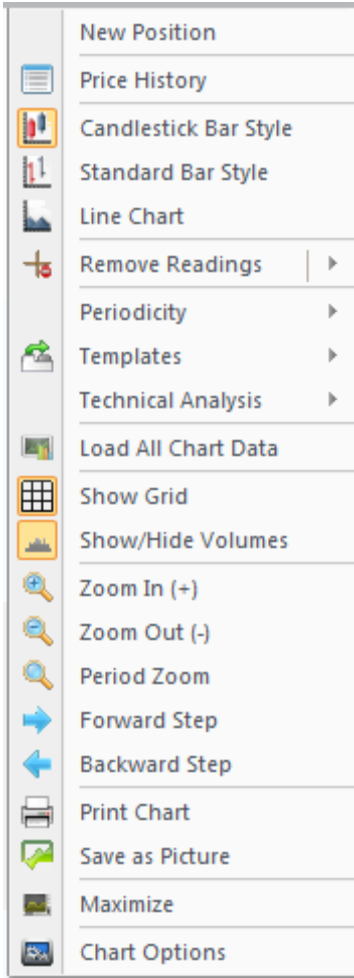 New Position
Price History
Candlestick Bar Style
Standard Bar Style
Line Chart
Remove Readings
Periodicity
Templates
Technical Analysis
Load All Chart Data
Show Grid
Show/Hide Volumes
Zoom In (+)
Zoom Out (-)
Period Zoom
Forward Step
Backward Step
Print Chart
Save as Picture
Maximize
Chart Options